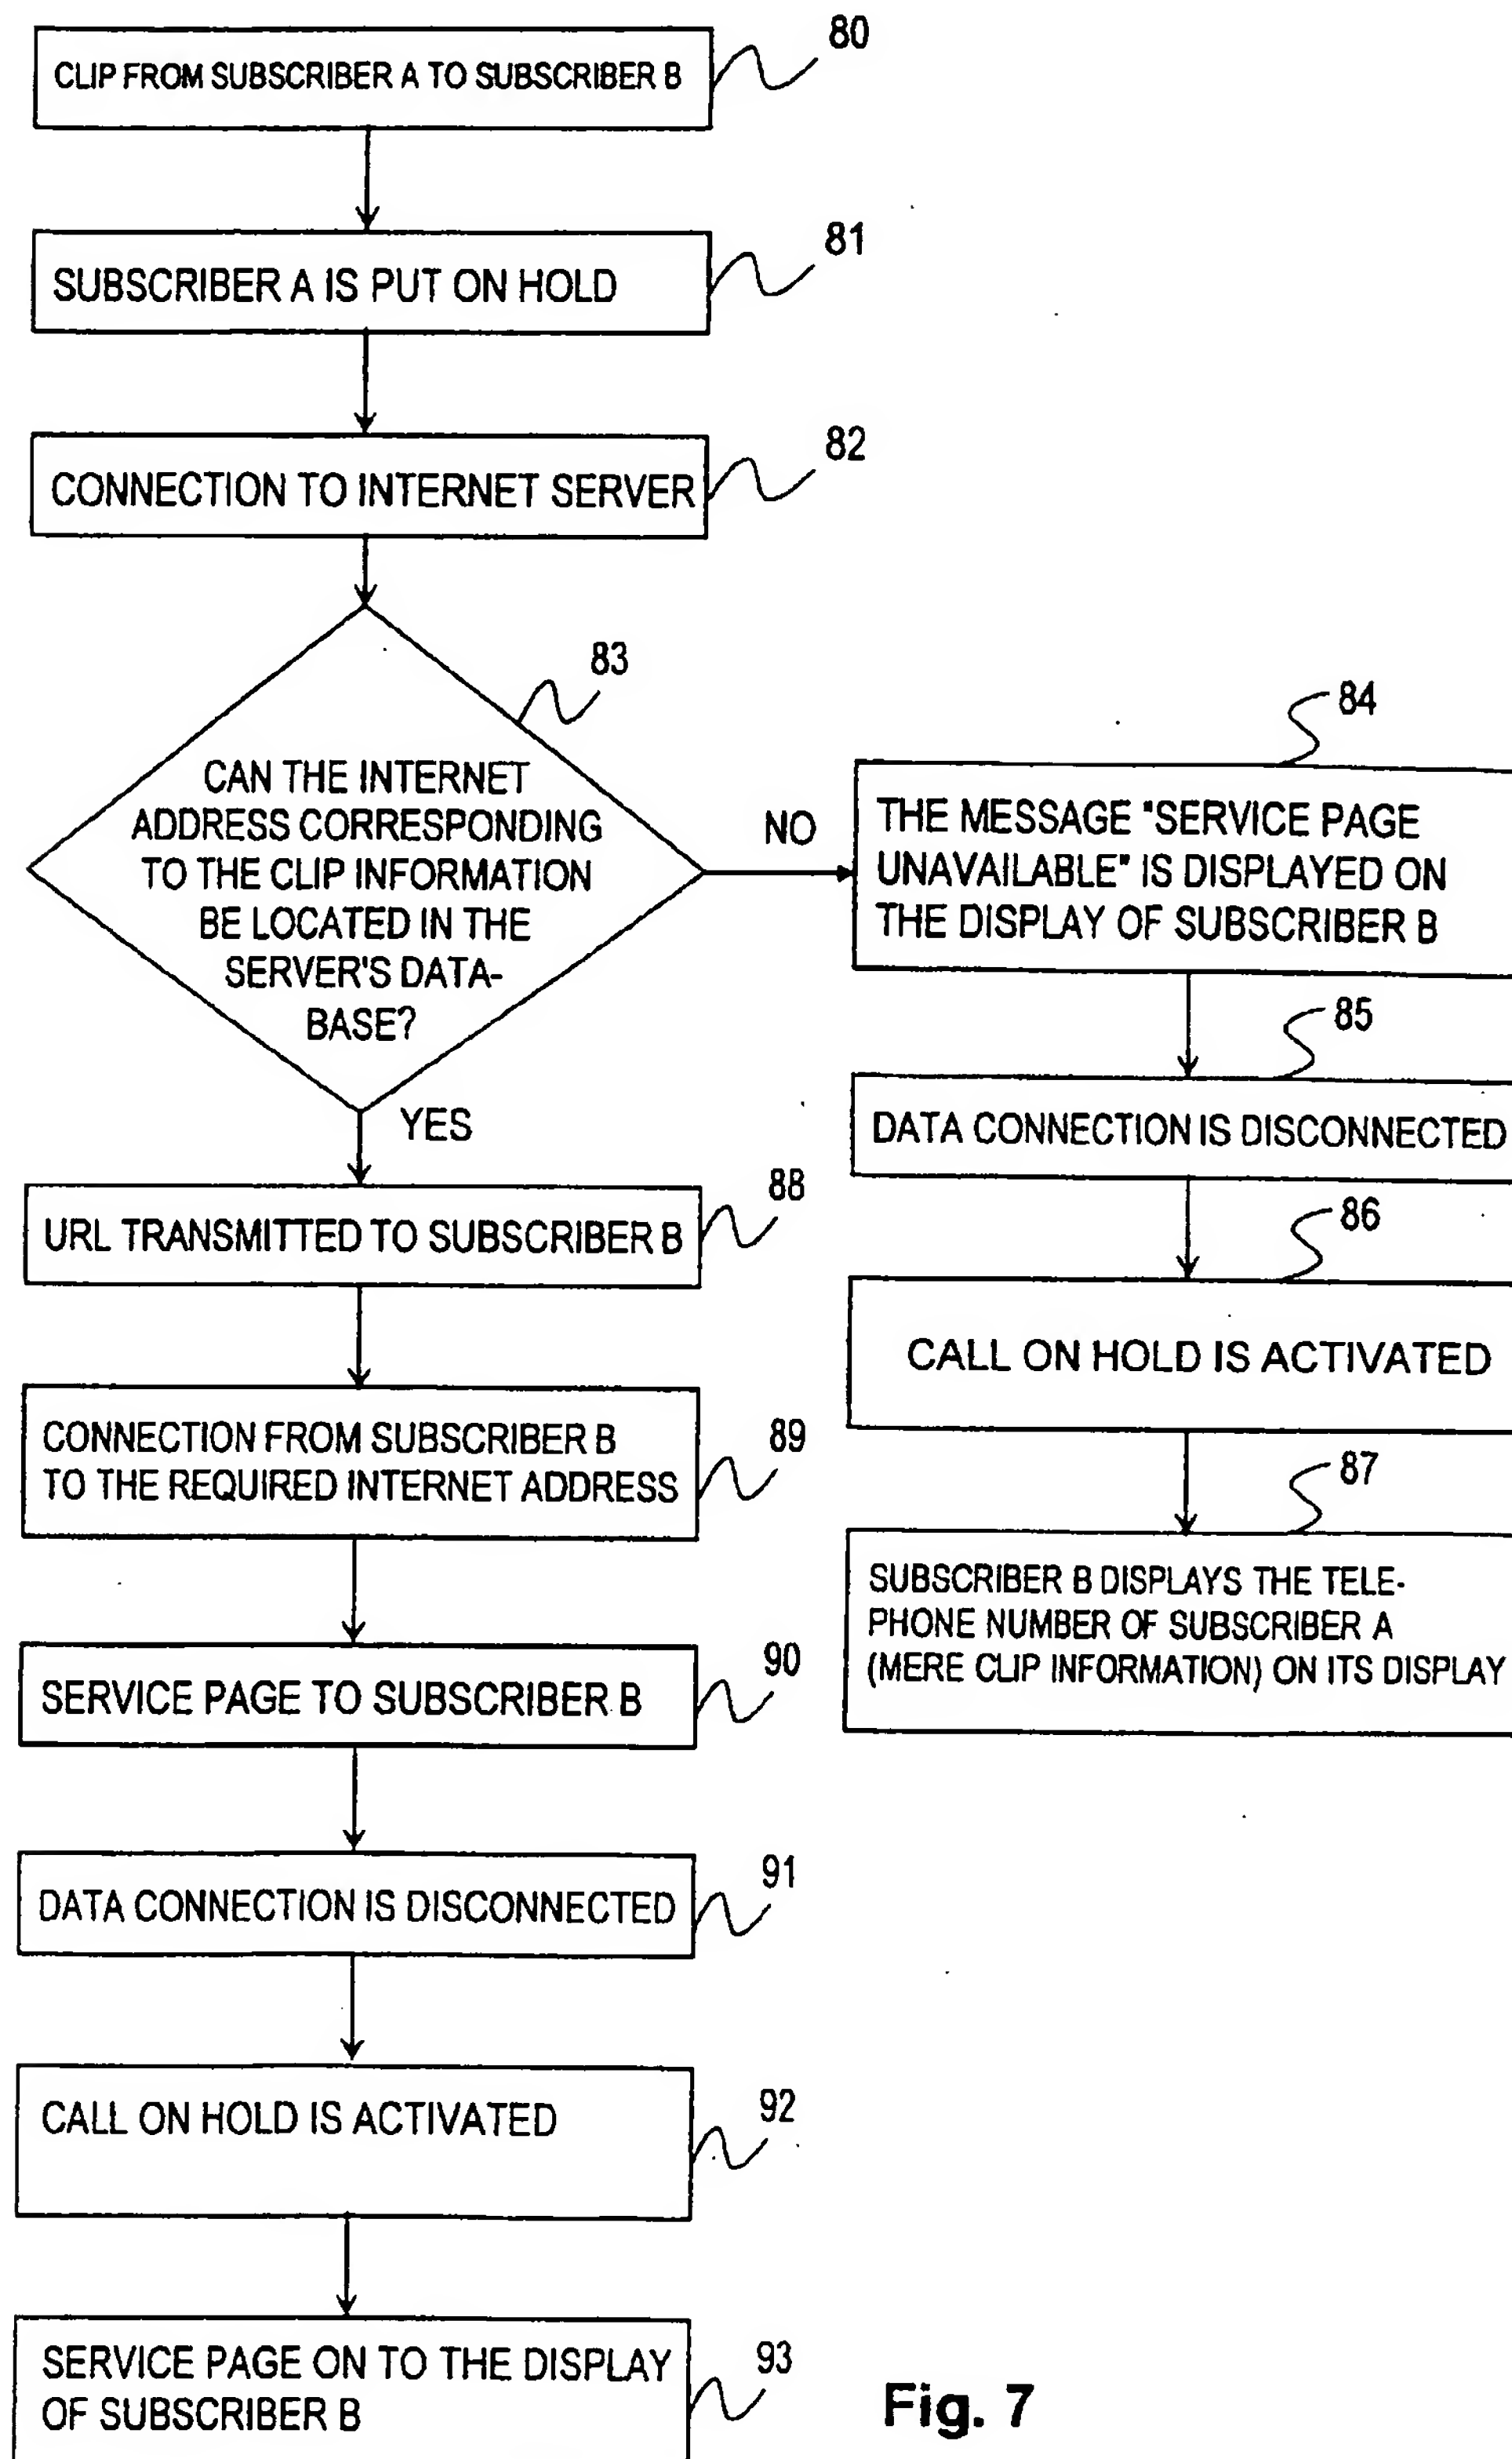 80
CLIP FROM SUBSCRIBER A TO SUBSCRIBER B
81
SUBSCRIBER A IS PUT ON HOLD
82
CONNECTION TO INTERNET SERVER
83
CAN THE INTERNET
ADDRESS CORRESPONDING
TO THE CLIP INFORMATION
BE LOCATED IN THE
SERVER'S DATA-
BASE?
NO
YES
84
THE MESSAGE "SERVICE PAGE
UNAVAILABLE" IS DISPLAYED ON
THE DISPLAY OF SUBSCRIBER B
85
DATA CONNECTION IS DISCONNECTED
86
CALL ON HOLD IS ACTIVATED
87
SUBSCRIBER B DISPLAYS THE TELE-
PHONE NUMBER OF SUBSCRIBER A
(MERE CLIP INFORMATION) ON ITS DISPLAY
88
URL TRANSMITTED TO SUBSCRIBER B
89
CONNECTION FROM SUBSCRIBER B
TO THE REQUIRED INTERNET ADDRESS
90
SERVICE PAGE TO SUBSCRIBER B
91
DATA CONNECTION IS DISCONNECTED
92
CALL ON HOLD IS ACTIVATED
93
SERVICE PAGE ON TO THE DISPLAY
OF SUBSCRIBER B
Fig. 7